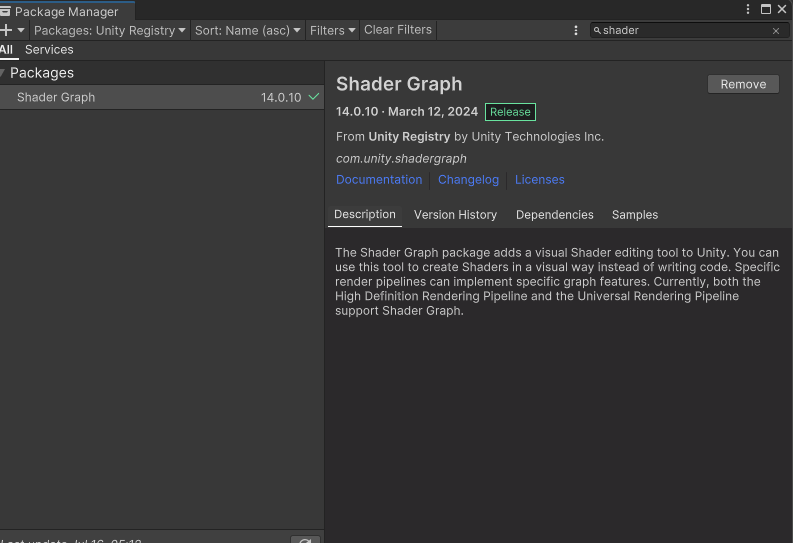 Package Manager
Packages: Unity Registry Sort: Name (asc) Filters Clear Filters shader
All Services
Packages
Shader Graph 14.0.10
Shader Graph
Remove
14.0.10 · March 12, 2024 Release
From Unity Registry by Unity Technologies Inc.
com.unity.shadergraph
Documentation Changelog Licenses
Description Version History Dependencies Samples
The Shader Graph package adds a visual Shader editing tool to Unity. You can
use this tool to create Shaders in a visual way instead of writing code. Specific
render pipelines can implement specific graph features. Currently, both the
High Definition Rendering Pipeline and the Universal Rendering Pipeline
support Shader Graph.
Last update Jul 16, 05: